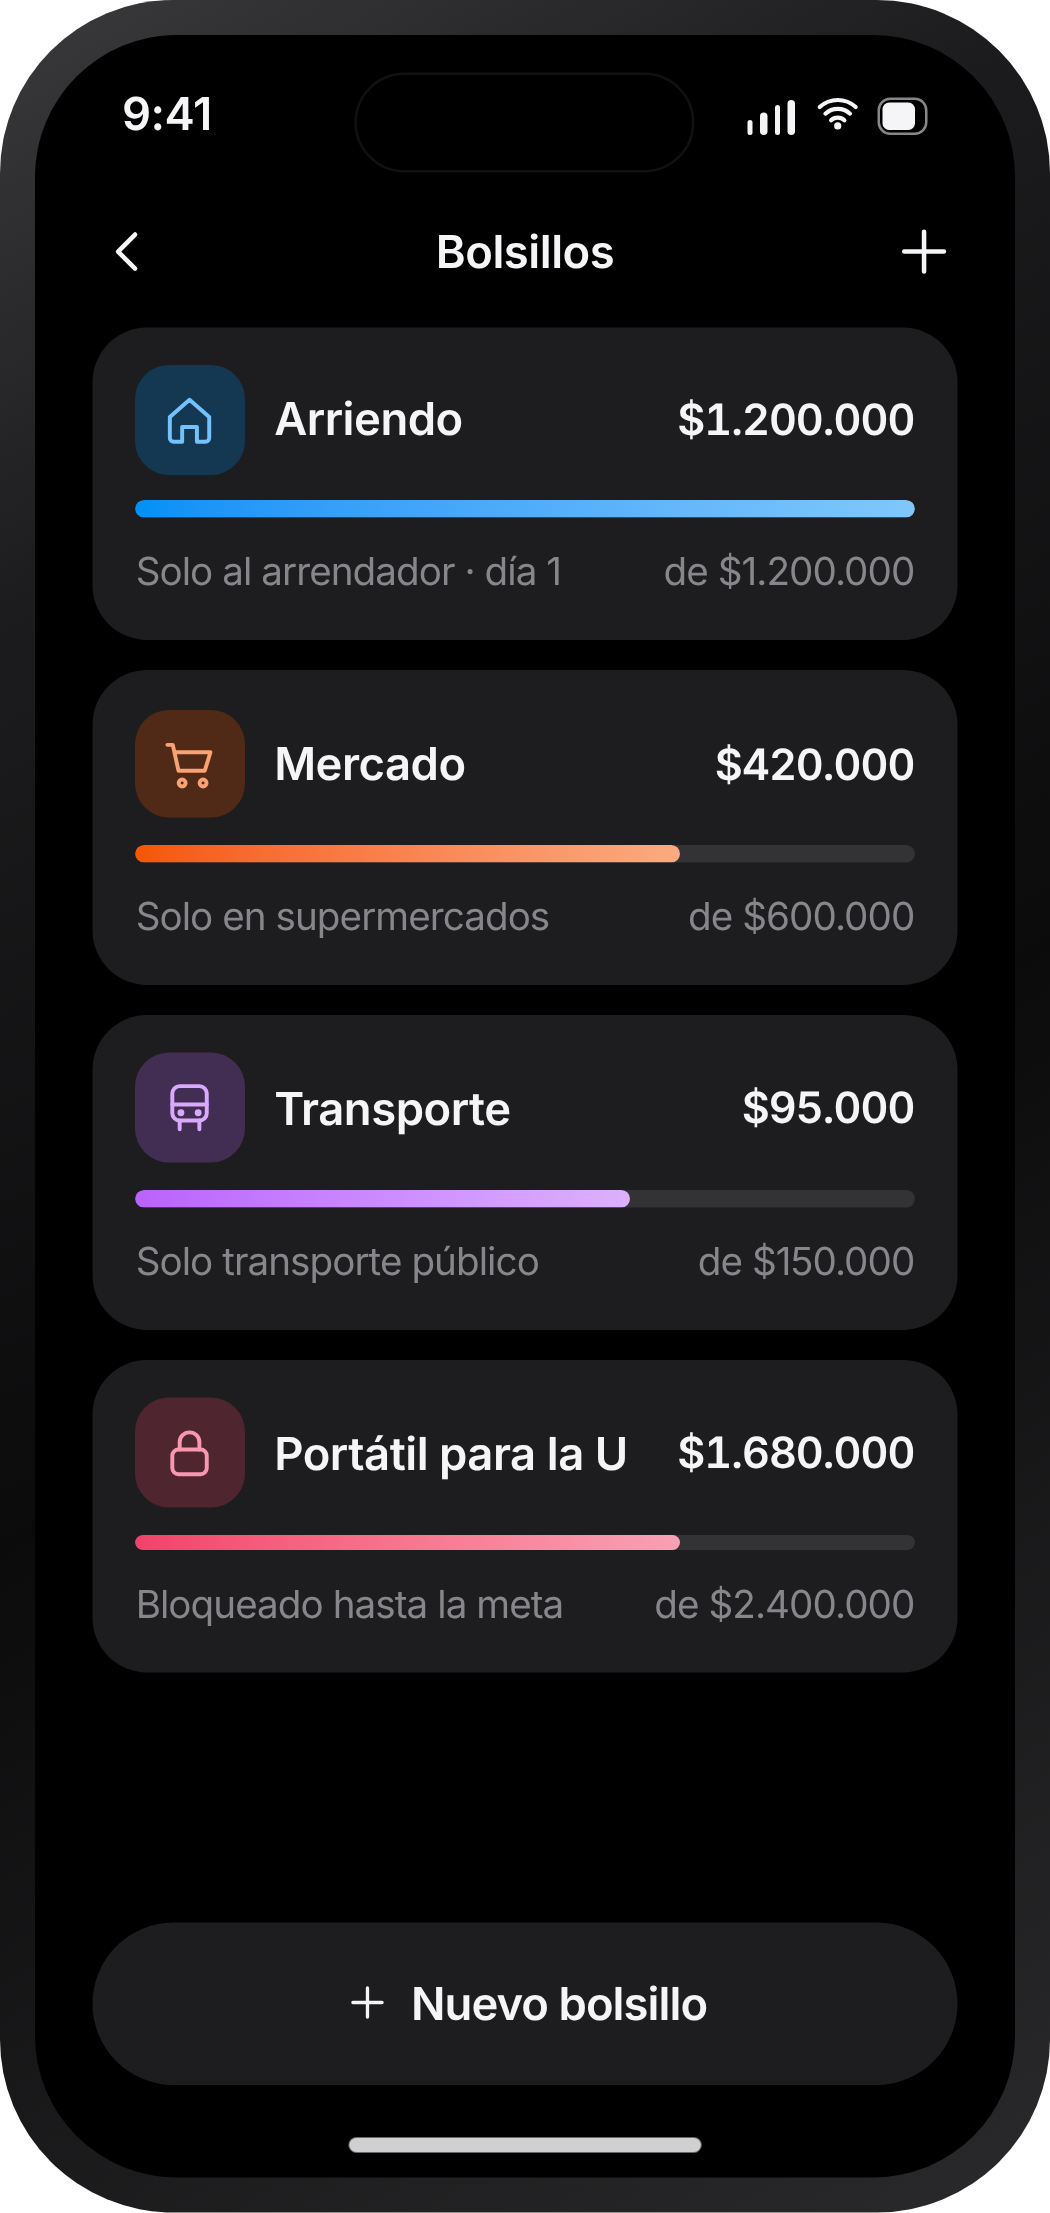 9:41
Bolsillos
Arriendo $1.200.000
Solo al arrendador · día 1 de $1.200.000
Mercado $420.000
Solo en supermercados de $600.000
Transporte $95.000
Solo transporte público de $150.000
Portátil para la U $1.680.000
Bloqueado hasta la meta de $2.400.000
+ Nuevo bolsillo